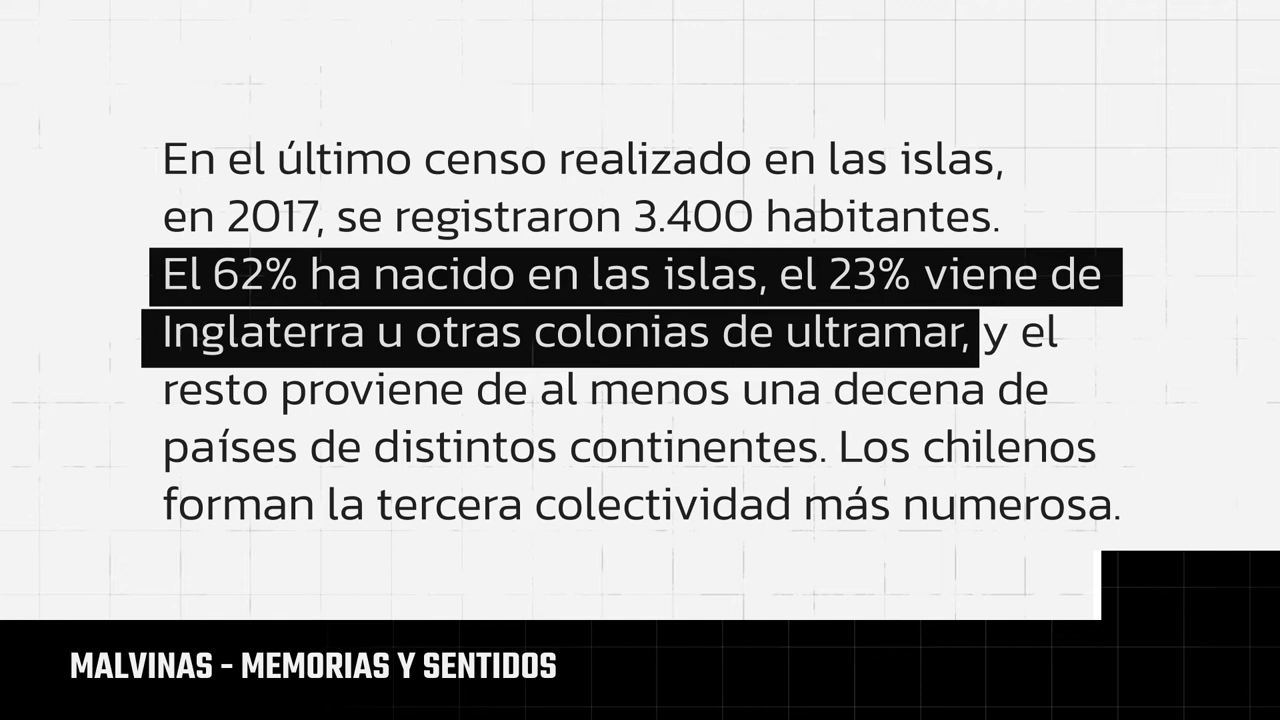 En el último censo realizado en las islas,
en 2017, se registraron 3.400 habitantes.
El 62% ha nacido en las islas, el 23% viene de
Inglaterra u otras colonias de ultramar, y el
resto proviene de al menos una decena de
países de distintos continentes. Los chilenos
forman la tercera colectividad más numerosa.
MALVINAS - MEMORIAS Y SENTIDOS